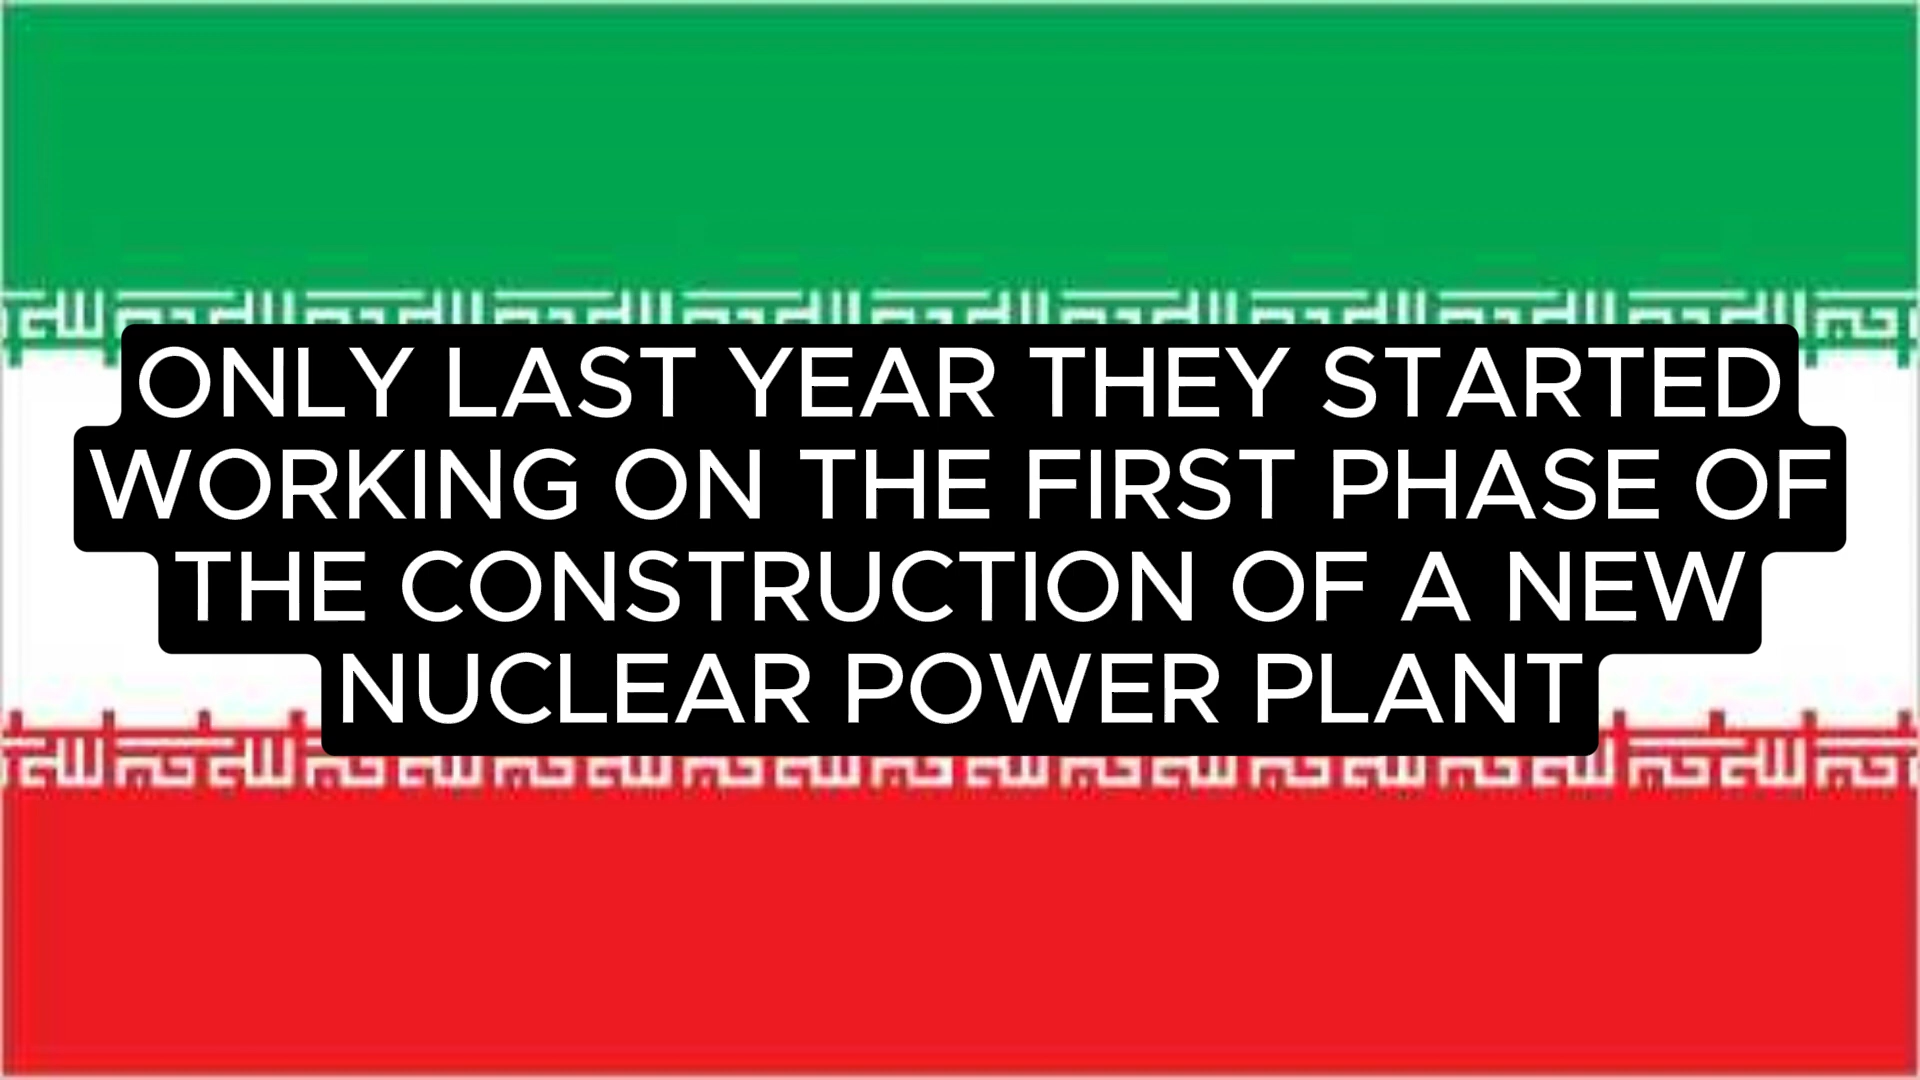 ONLY LAST YEAR THEY STARTED
WORKING ON THE FIRST PHASE OF
THE CONSTRUCTION OF A NEW
NUCLEAR POWER PLANT